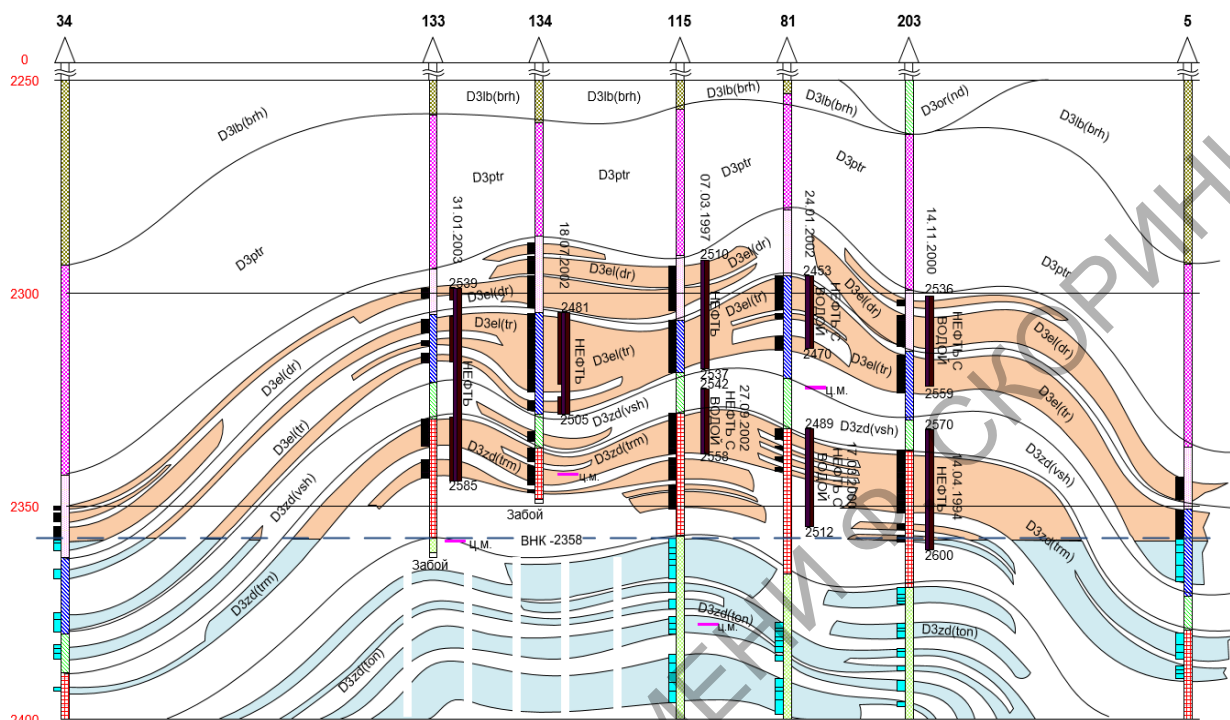 34
133
134
115
81
203
5
0
2250
D3lb(brh)
D3lb(brh)
D3lb(brh)
D3lb(brh)
D3lb(brh)
D3or(nd)
D3lb(brh)
D3ptr
D3ptr
D3ptr
D3ptr
D3ptr
D3ptr
31.01.2003
18.07.2002
07.03.1997
24.01.2002
14.11.2000
2300
2539
2481
2510
2453
2536
D3el(dr)
D3el(dr)
D3el(dr)
D3el(dr)
D3el(dr)
D3el(dr)
D3el(tr)
D3el(tr)
D3el(tr)
D3el(tr)
D3el(tr)
D3el(tr)
НЕФТЬ
НЕФТЬ
НЕФТЬ
НЕФТЬ С
ВОДОЙ
НЕФТЬ С
ВОДОЙ
2505
2537
2542
2470
2559
ц.м.
27.09.2002
НЕФТЬ С
ВОДОЙ
D3zd(vsh)
D3zd(vsh)
D3zd(vsh)
D3zd(vsh)
2489
2570
D3zd(trm)
D3zd(trm)
D3zd(trm)
D3zd(trm)
2585
2558
ц.м.
НЕФТЬ С
ВОДОЙ
14.04.1994
НЕФТЬ
2350
Забой
2512
2600
ц.м.
ВНК -2358
Забой
D3zd(ton)
D3zd(ton)
D3zd(ton)
ц.м.
2400
МЕНИ Ф СКОРИНЫ